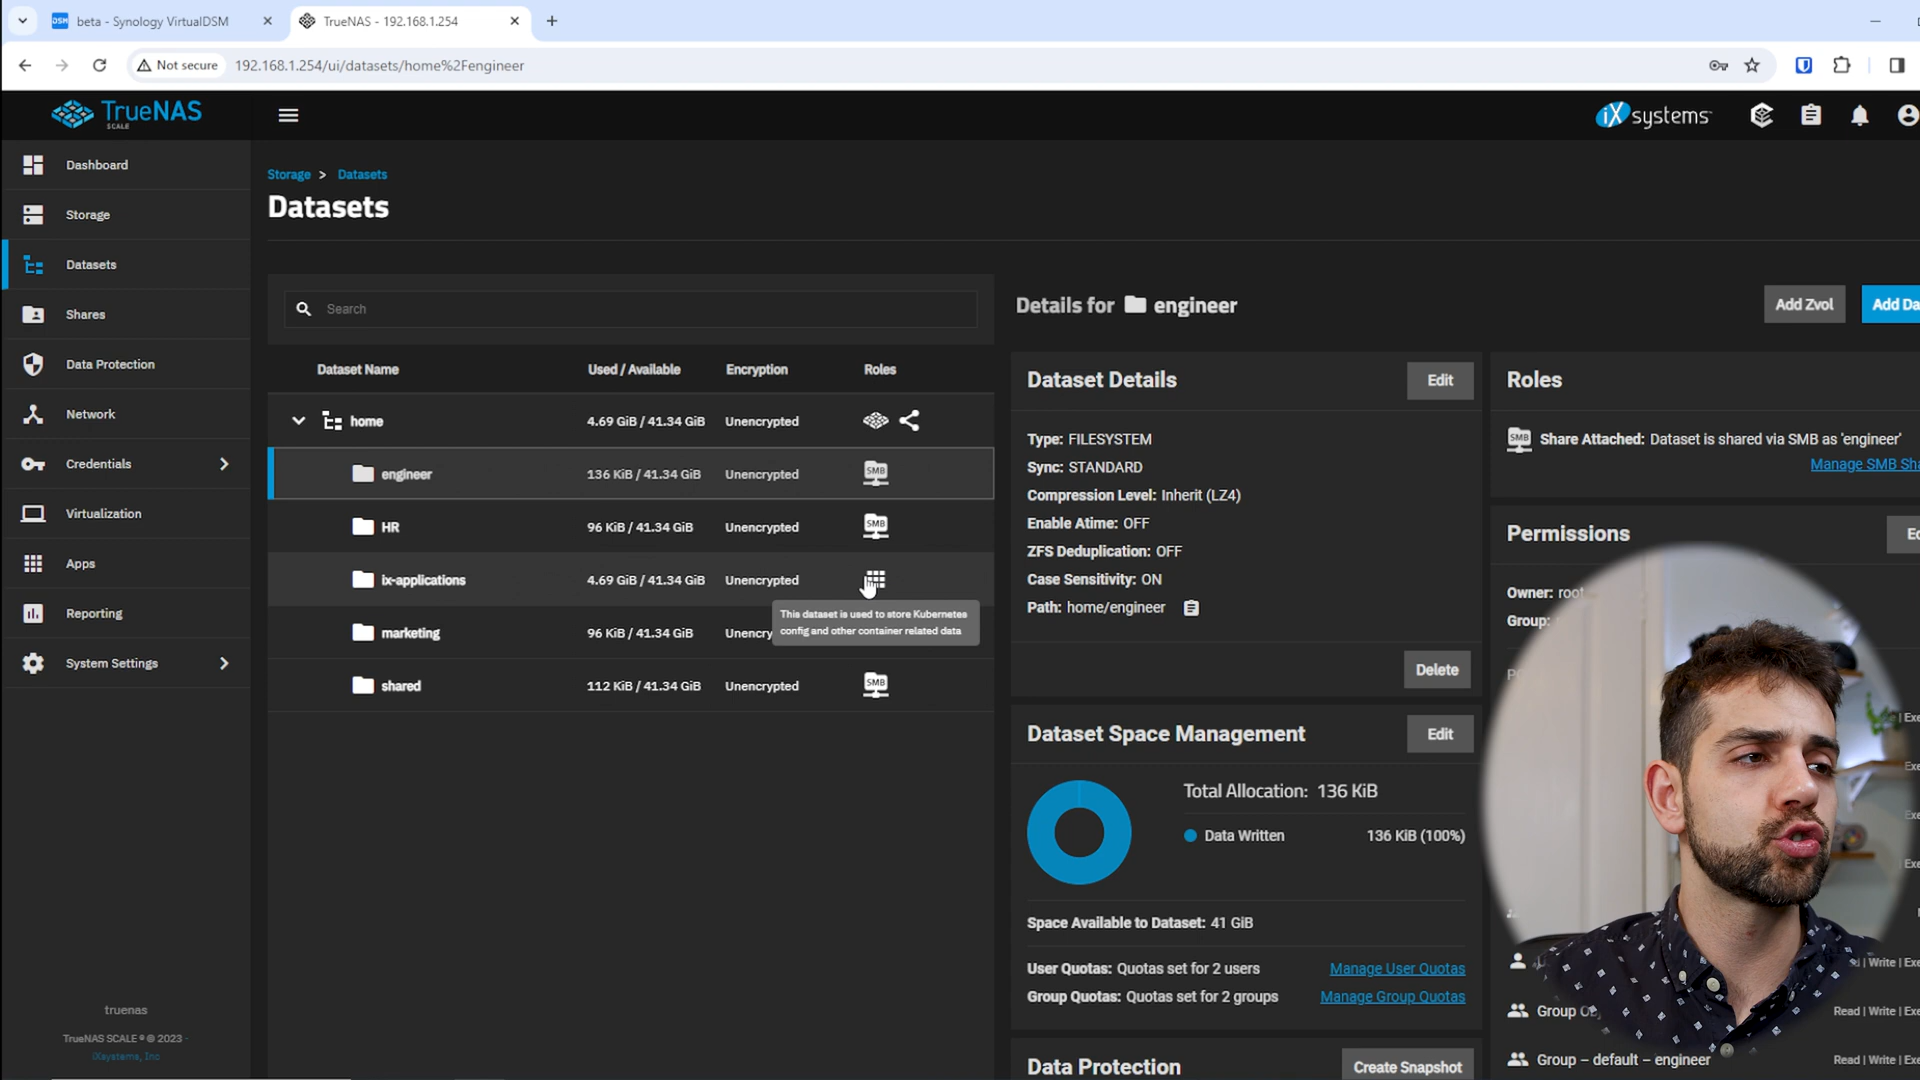 beta - Synology VirtualDSM
TrueNAS - 192.168.1.254
Not secure
192.168.1.254/ui/datasets/home%2Fengineer
TrueNAS
SCALE
iXsystems
Dashboard
Storage
Datasets
Shares
Data Protection
Network
Credentials
Virtualization
Apps
Reporting
System Settings
truenas
TrueNAS SCALE ® © 2023 -
iXsystems, Inc
Storage > Datasets
Datasets
Search
Dataset Name Used / Available Encryption Roles
home 4.69 GiB / 41.34 GiB Unencrypted
engineer 136 KiB / 41.34 GiB Unencrypted SMB
HR 96 KiB / 41.34 GiB Unencrypted SMB
ix-applications 4.69 GiB / 41.34 GiB Unencrypted
This dataset is used to store Kubernetes
config and other container related data
marketing 96 KiB / 41.34 GiB
shared 112 KiB / 41.34 GiB Unencrypted SMB
Details for engineer
Add Zvol
Add Da
Dataset Details
Edit
Type: FILESYSTEM
Sync: STANDARD
Compression Level: Inherit (LZ4)
Enable Atime: OFF
ZFS Deduplication: OFF
Case Sensitivity: ON
Path: home/engineer
Delete
Dataset Space Management
Edit
Total Allocation: 136 KiB
Data Written 136 KiB (100%)
Space Available to Dataset: 41 GiB
User Quotas: Quotas set for 2 users Manage User Quotas
Group Quotas: Quotas set for 2 groups Manage Group Quotas
Data Protection
Create Snapshot
Roles
SMB Share Attached: Dataset is shared via SMB as 'engineer'
Manage SMB Sha
Permissions
Owner: root
Group:
| Write | Exe
Group
Read | Write | Exe
Group – default – engineer
Read | Write | Exe